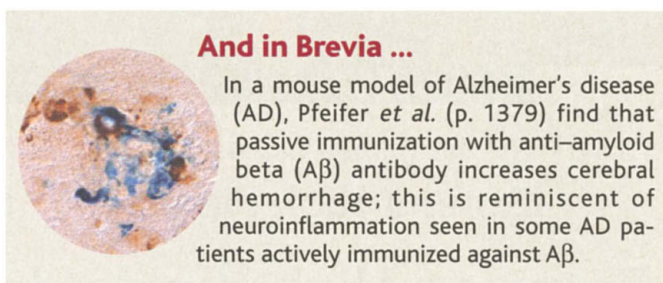 And in Brevia ...
In a mouse model of Alzheimer's disease
(AD), Pfeifer et al. (p. 1379) find that
passive immunization with anti–amyloid
beta (Aβ) antibody increases cerebral
hemorrhage; this is reminiscent of
neuroinflammation seen in some AD pa-
tients actively immunized against Aβ.